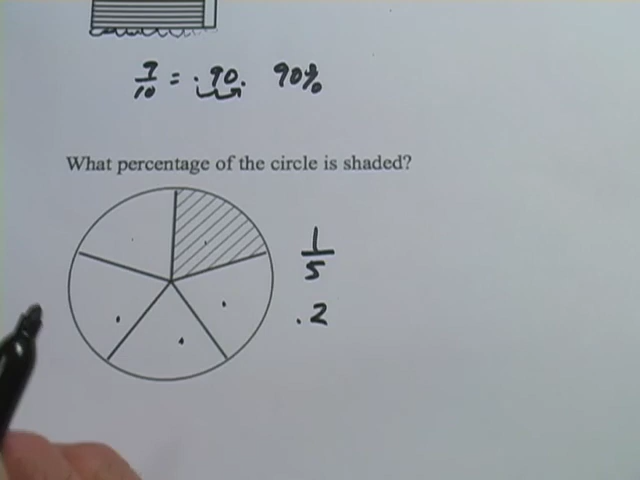 9/10 = .90. 90%
What percentage of the circle is shaded?
1/5
.2